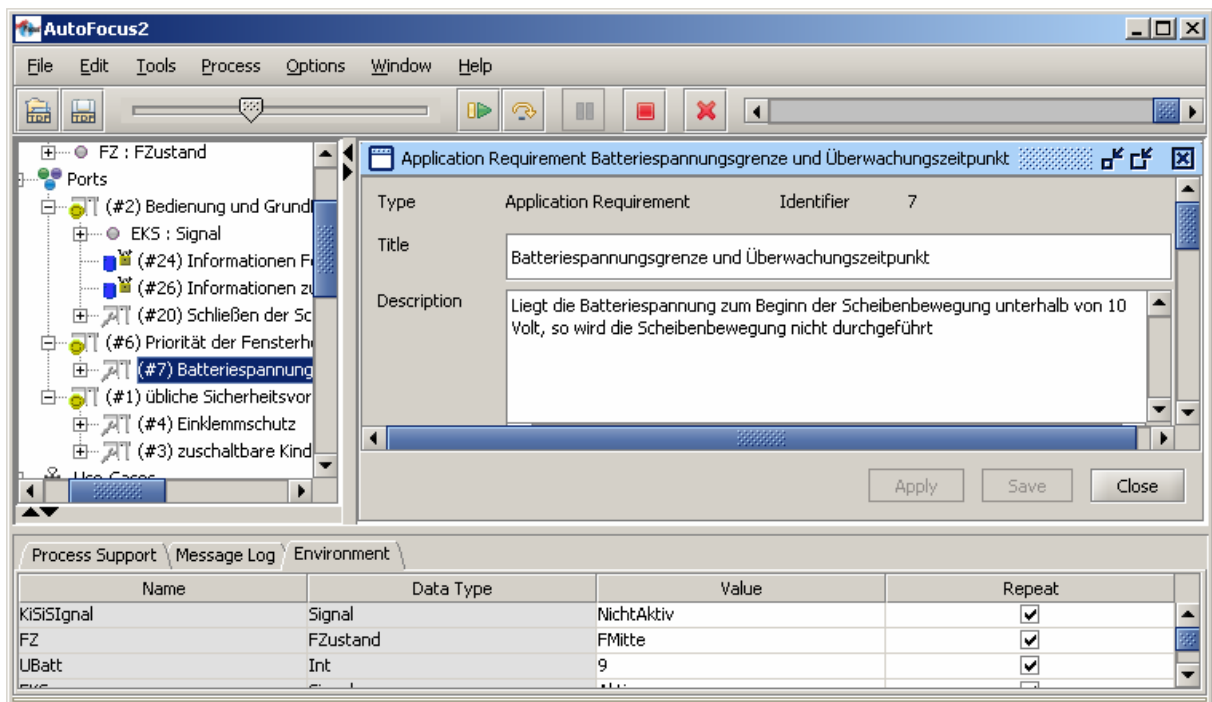 AutoFocus2
File Edit Tools Process Options Window Help
FZ : FZustand
Ports
(#2) Bedienung und Grund
EKS : Signal
(#24) Informationen F
(#26) Informationen zu
(#20) Schließen der Sc
(#6) Priorität der Fensterh
(#7) Batteriespannung
(#1) übliche Sicherheitsvor
(#4) Einklemmschutz
(#3) zuschaltbare Kind
Use Cases
Application Requirement Batteriespannungsgrenze und Überwachungszeitpunkt
Type Application Requirement Identifier 7
Title Batteriespannungsgrenze und Überwachungszeitpunkt
Description Liegt die Batteriespannung zum Beginn der Scheibenbewegung unterhalb von 10
Volt, so wird die Scheibenbewegung nicht durchgeführt
Apply Save Close
Process Support Message Log Environment
Name Data Type Value Repeat
KiSiSIgnal Signal NichtAktiv
FZ FZustand FMitte
UBatt Int 9